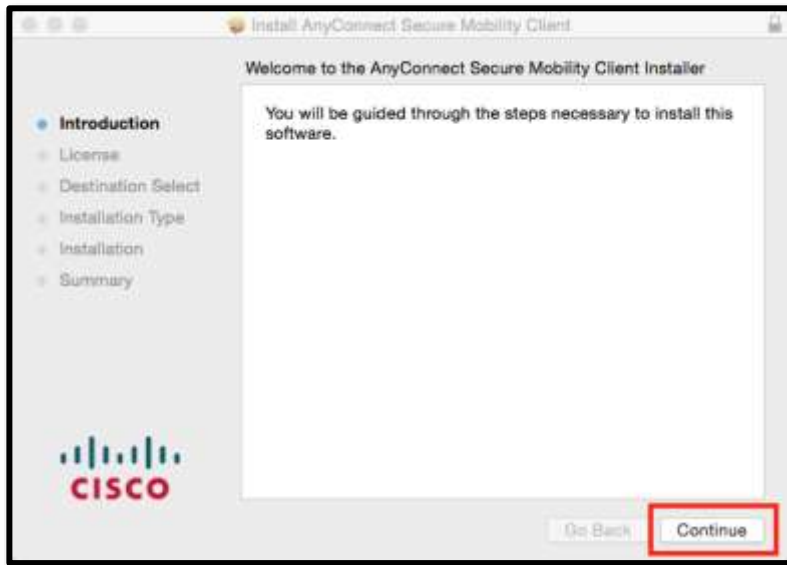 Install AnyConnect Secure Mobility Client
Welcome to the AnyConnect Secure Mobility Client Installer
Introduction
License
Destination Select
Installation Type
Installation
Summary
You will be guided through the steps necessary to install this
software.
CISCO
Go Back
Continue